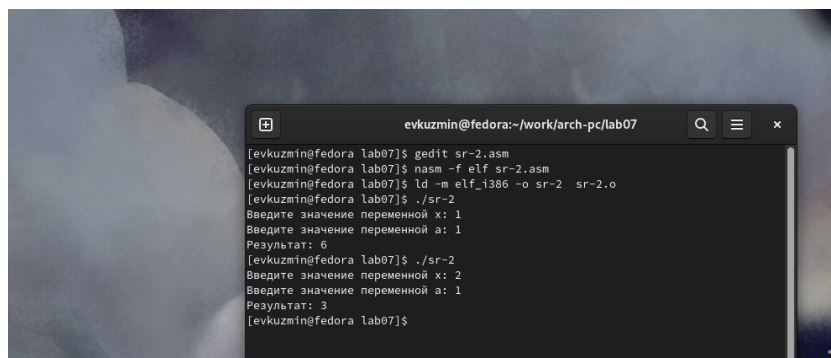 evkuzmin@fedora:~/work/arch-pc/lab07
[evkuzmin@fedora lab07]$ gedit sr-2.asm
[evkuzmin@fedora lab07]$ nasm -f elf sr-2.asm
[evkuzmin@fedora lab07]$ ld -m elf_i386 -o sr-2  sr-2.o
[evkuzmin@fedora lab07]$ ./sr-2
Введите значение переменной x: 1
Введите значение переменной a: 1
Результат: 6
[evkuzmin@fedora lab07]$ ./sr-2
Введите значение переменной x: 2
Введите значение переменной a: 1
Результат: 3
[evkuzmin@fedora lab07]$